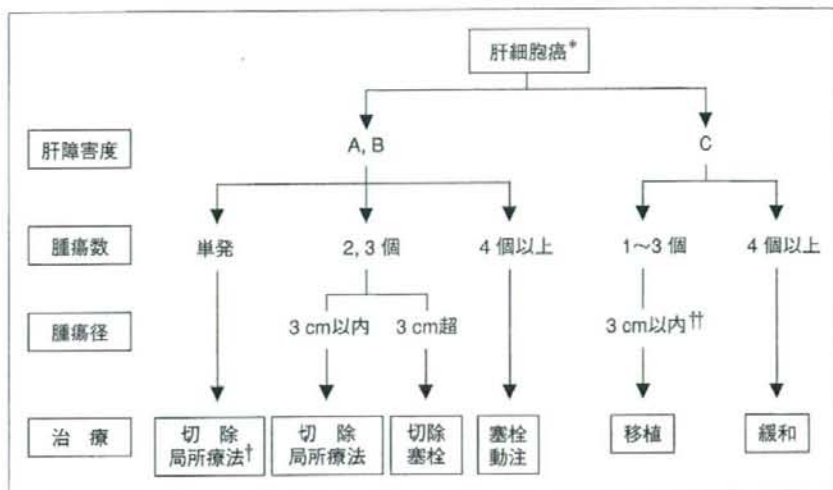 肝細胞癌*
肝障害度
A, B
C
腫瘍数
単発
2, 3 個
4 個以上
1〜3 個
4 個以上
腫瘍径
3 cm以内
3 cm超
3 cm以内††
治 療
切 除
局所療法†
切 除
局所療法
切除
塞栓
塞栓
動注
移植
緩和